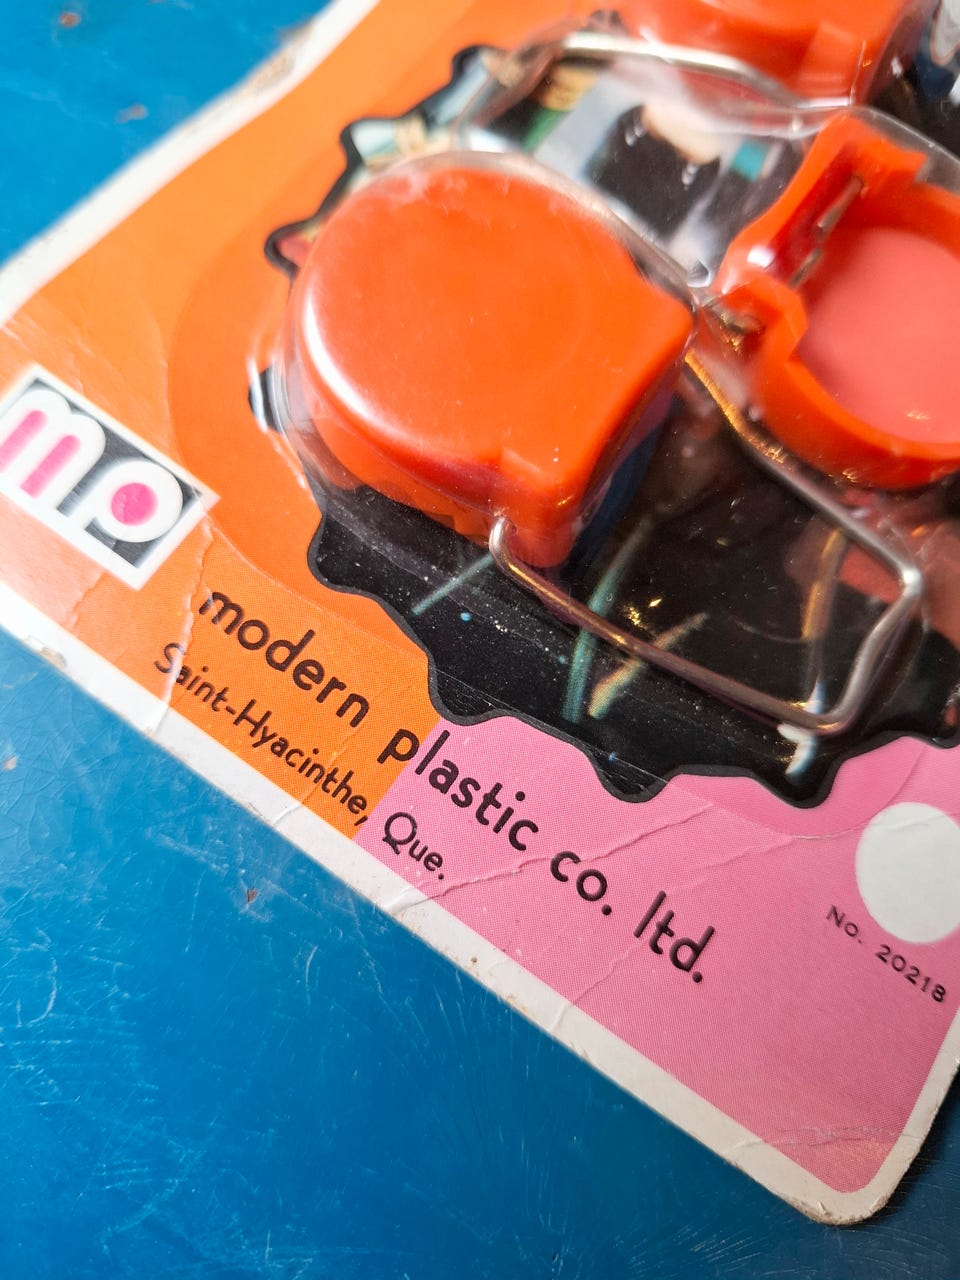 mp
modern plastic co. ltd.
Saint-Hyacinthe, Que.
No. 20218